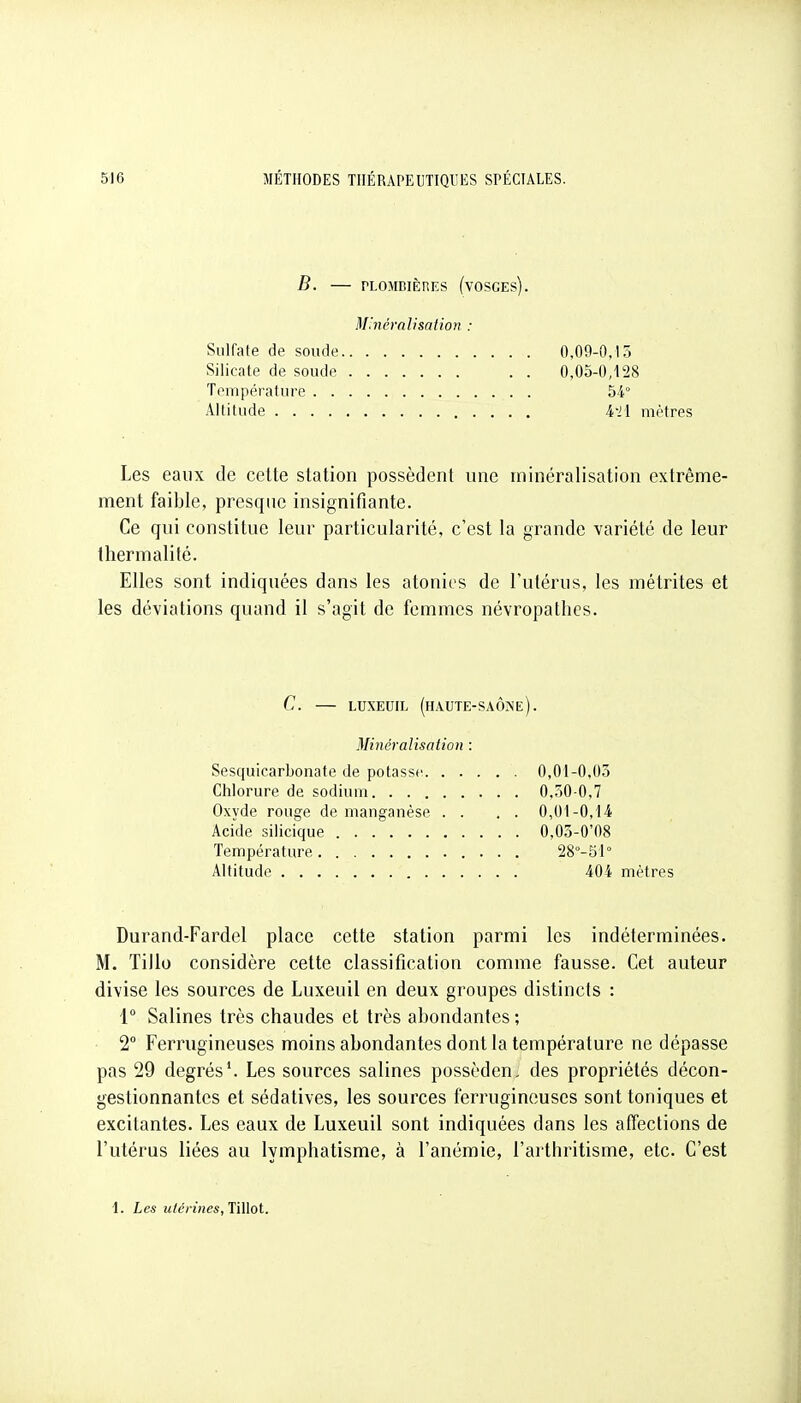 516 MÉTHODES THÉRAPEUTIQUES SPÉCIALES.
B. — PLOMBIÈRES (VOSGES).
Minéralisation :
Sulfate de soude. . . . . . . . . . . . 0,09-0,13
Silicate de soude . . . . . . . . . 0,05-0,128
Température . . . . . . . . . . . . . 54°
Altitude . . . . . . . . . . . . . . . . 421 mètres
Les eaux de cette station possèdent une minéralisation extrême-
ment faible, presque insignifiante.
Ce qui constitue leur particularité, c'est la grande variété de leur
thermalité.
Elles sont indiquées dans les atonies de l'utérus, les métrites et
les déviations quand il s'agit de femmes névropathes.
C. — LUXEUIL (HAUTE-SAÔNE).
Minéralisation :
Sesquicarbonate de potasse. . . . . . 0,01-0,03
Chlorure de sodium. . . . . . . . . 0,30-0,7
Oxyde rouge de manganèse . . . . 0,01-0,14
Acide silicique . . . . . . . . . . . 0,03-0'08
Température. . . . . . . . . . . . 28°-51°
Altitude . . . . . . . . . . . . . . 404 mètres
Durand-Fardel place cette station parmi les indéterminées.
M. Tillo considère cette classification comme fausse. Cet auteur
divise les sources de Luxeuil en deux groupes distincts :
1° Salines très chaudes et très abondantes ;
2° Ferrugineuses moins abondantes dont la température ne dépasse
pas 29 degrés¹. Les sources salines possèden. des propriétés décon-
gestionnantes et sédatives, les sources ferrugineuses sont toniques et
excitantes. Les eaux de Luxeuil sont indiquées dans les affections de
l'utérus liées au lymphatisme, à l'anémie, l'arthritisme, etc. C'est
1. Les utérines, Tillot.